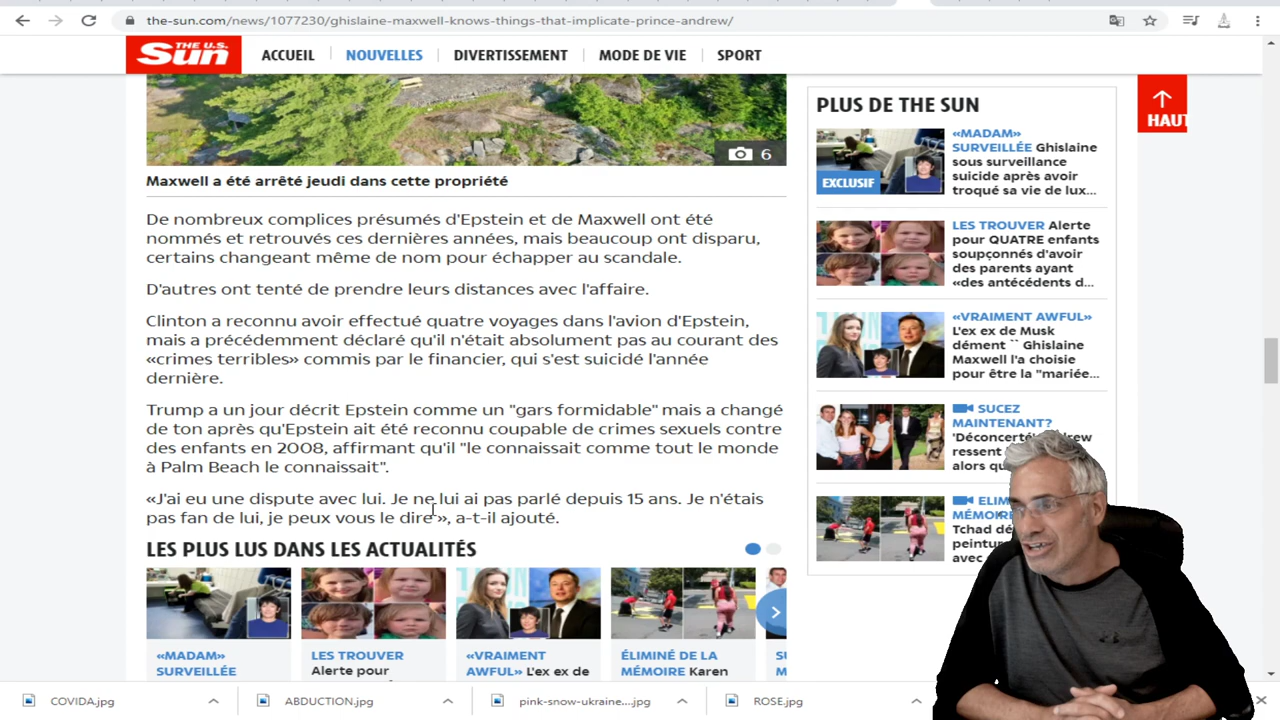 the-sun.com/news/1077230/ghislaine-maxwell-knows-things-that-implicate-prince-andrew/
THE U.S.
Sun
ACCUEIL
NOUVELLES
DIVERTISSEMENT
MODE DE VIE
SPORT
6
Maxwell a été arrêté jeudi dans cette propriété
De nombreux complices présumés d'Epstein et de Maxwell ont été
nommés et retrouvés ces dernières années, mais beaucoup ont disparu,
certains changeant même de nom pour échapper au scandale.
D'autres ont tenté de prendre leurs distances avec l'affaire.
Clinton a reconnu avoir effectué quatre voyages dans l'avion d'Epstein,
mais a précédemment déclaré qu'il n'était absolument pas au courant des
«crimes terribles» commis par le financier, qui s'est suicidé l'année
dernière.
Trump a un jour décrit Epstein comme un "gars formidable" mais a changé
de ton après qu'Epstein ait été reconnu coupable de crimes sexuels contre
des enfants en 2008, affirmant qu'il "le connaissait comme tout le monde
à Palm Beach le connaissait".
«J'ai eu une dispute avec lui. Je ne lui ai pas parlé depuis 15 ans. Je n'étais
pas fan de lui, je peux vous le dire», a-t-il ajouté.
LES PLUS LUS DANS LES ACTUALITÉS
«MADAM»
SURVEILLÉE
LES TROUVER
Alerte pour
«VRAIMENT
AWFUL» L'ex ex de
ÉLIMINÉ DE LA
MÉMOIRE Karen
PLUS DE THE SUN
EXCLUSIF
«MADAM»
SURVEILLÉE Ghislaine
sous surveillance
suicide après avoir
troqué sa vie de lux...
LES TROUVER Alerte
pour QUATRE enfants
soupçonnés d'avoir
des parents ayant
«des antécédents d...
«VRAIMENT AWFUL»
L'ex ex de Musk
dément `` Ghislaine
Maxwell l'a choisie
pour être la "mariée...
SUCEZ
MAINTENANT?
ressent
alors
Tchad
peinture
avec
HAUT
COVIDA.jpg
ABDUCTION.jpg
pink-snow-ukraine....jpg
ROSE.jpg